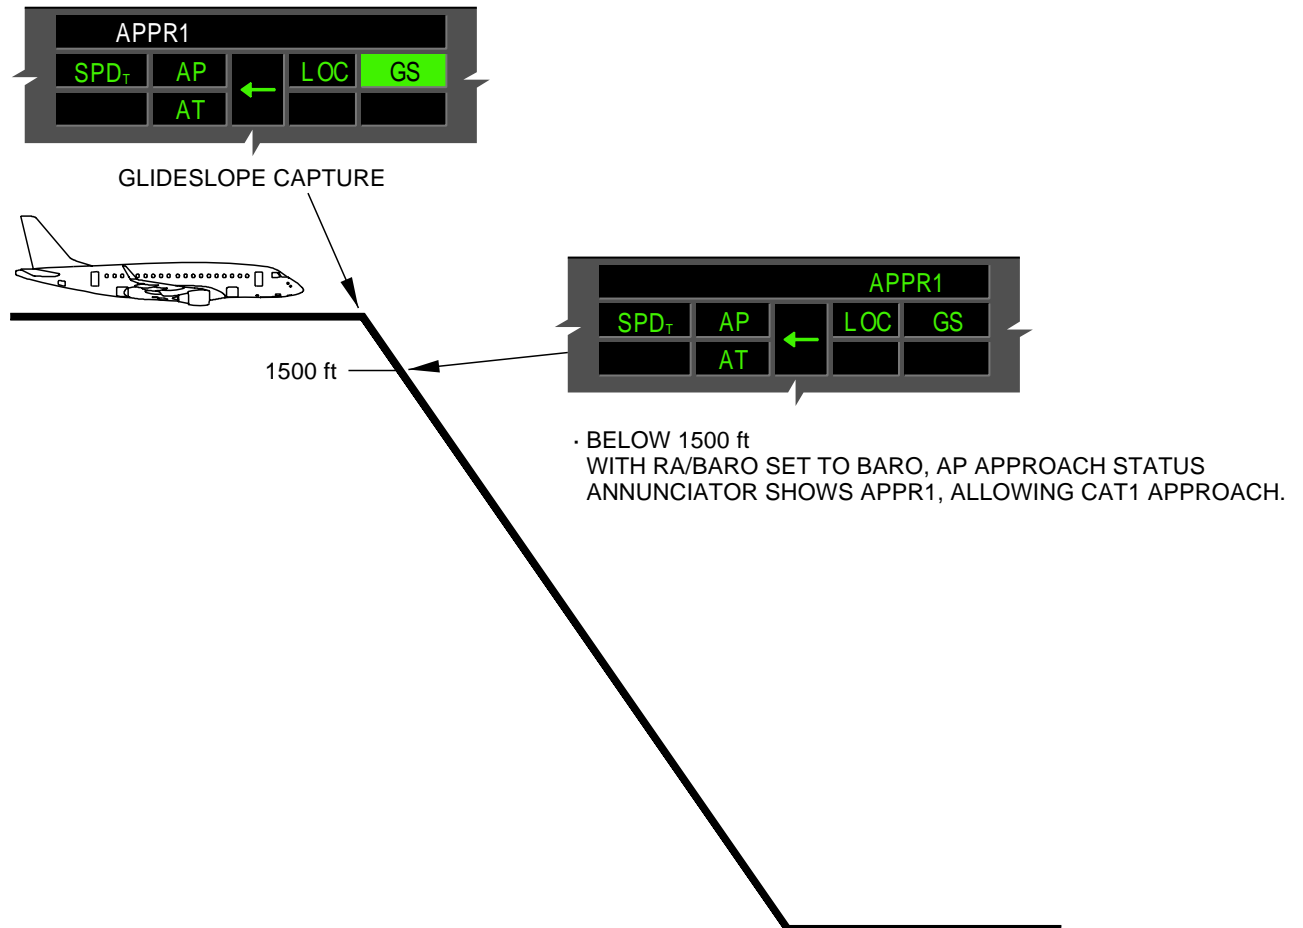 APPR1
SPDT AP ← LOC GS
AT
GLIDESLOPE CAPTURE
APPR1
SPDT AP ← LOC GS
AT
1500 ft
· BELOW 1500 ft
WITH RA/BARO SET TO BARO, AP APPROACH STATUS
ANNUNCIATOR SHOWS APPR1, ALLOWING CAT1 APPROACH.